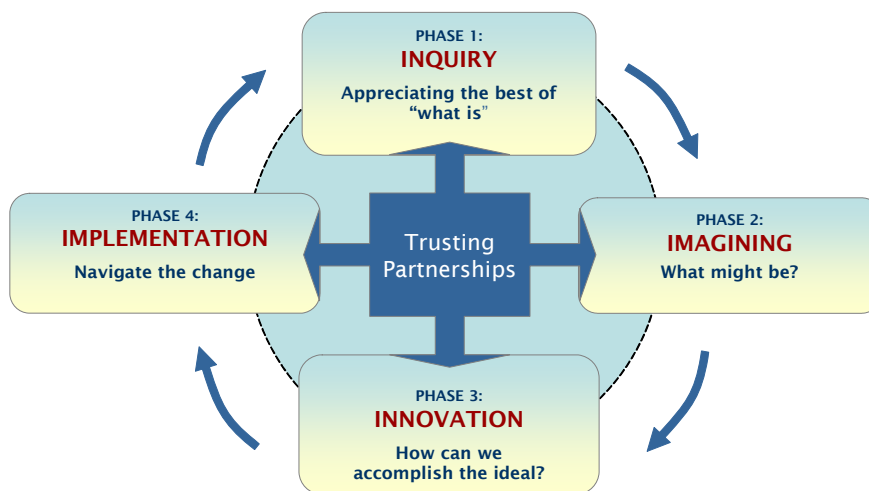 PHASE 1:
INQUIRY
Appreciating the best of
“what is”
PHASE 4:
IMPLEMENTATION
Navigate the change
Trusting
Partnerships
PHASE 2:
IMAGINING
What might be?
PHASE 3:
INNOVATION
How can we
accomplish the ideal?